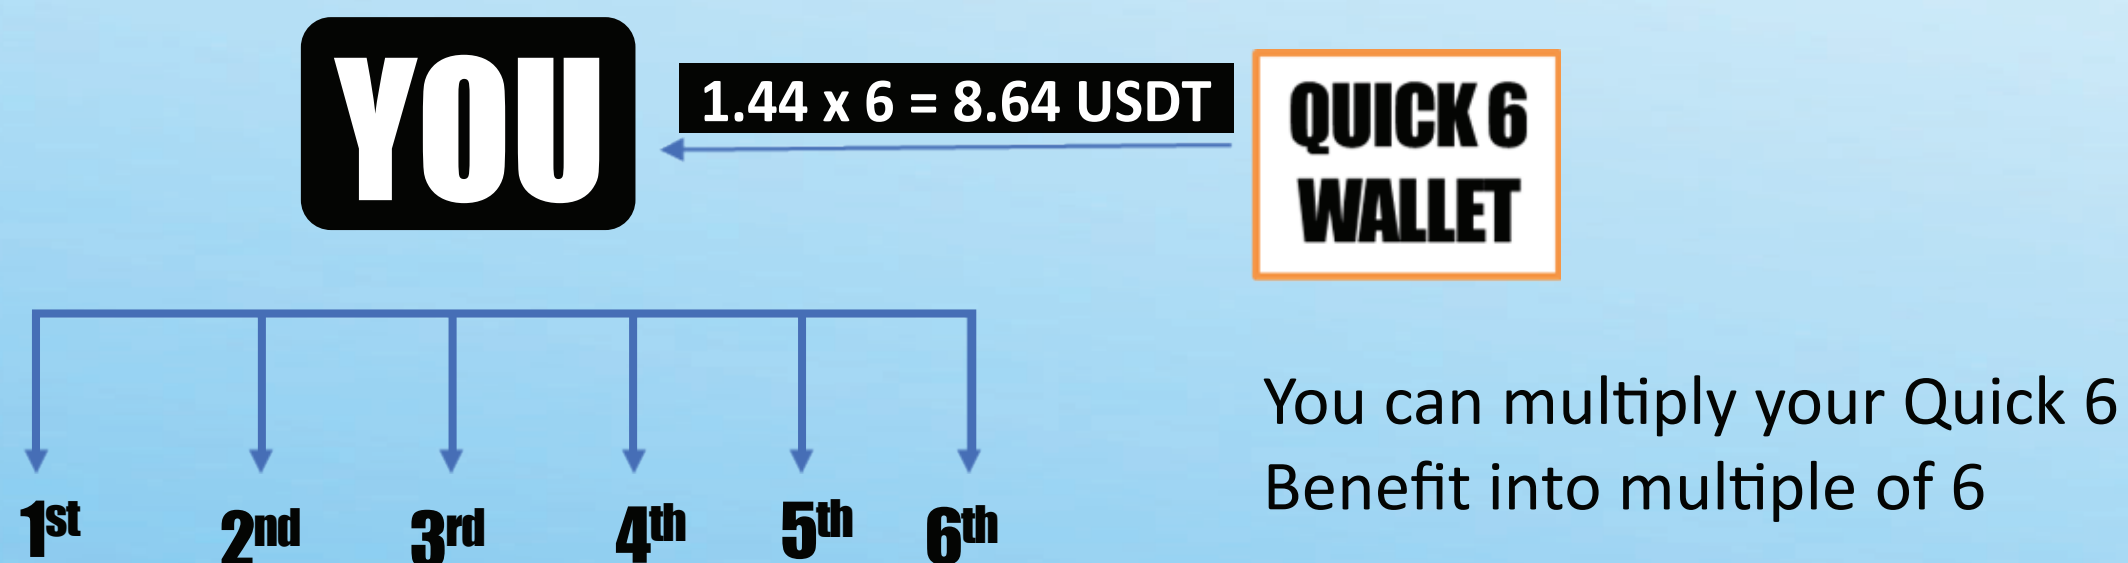 YOU
1.44 x 6 = 8.64 USDT
QUICK 6
WALLET
You can multiply your Quick 6
Benefit into multiple of 6
1st 2nd 3rd 4th 5th 6th